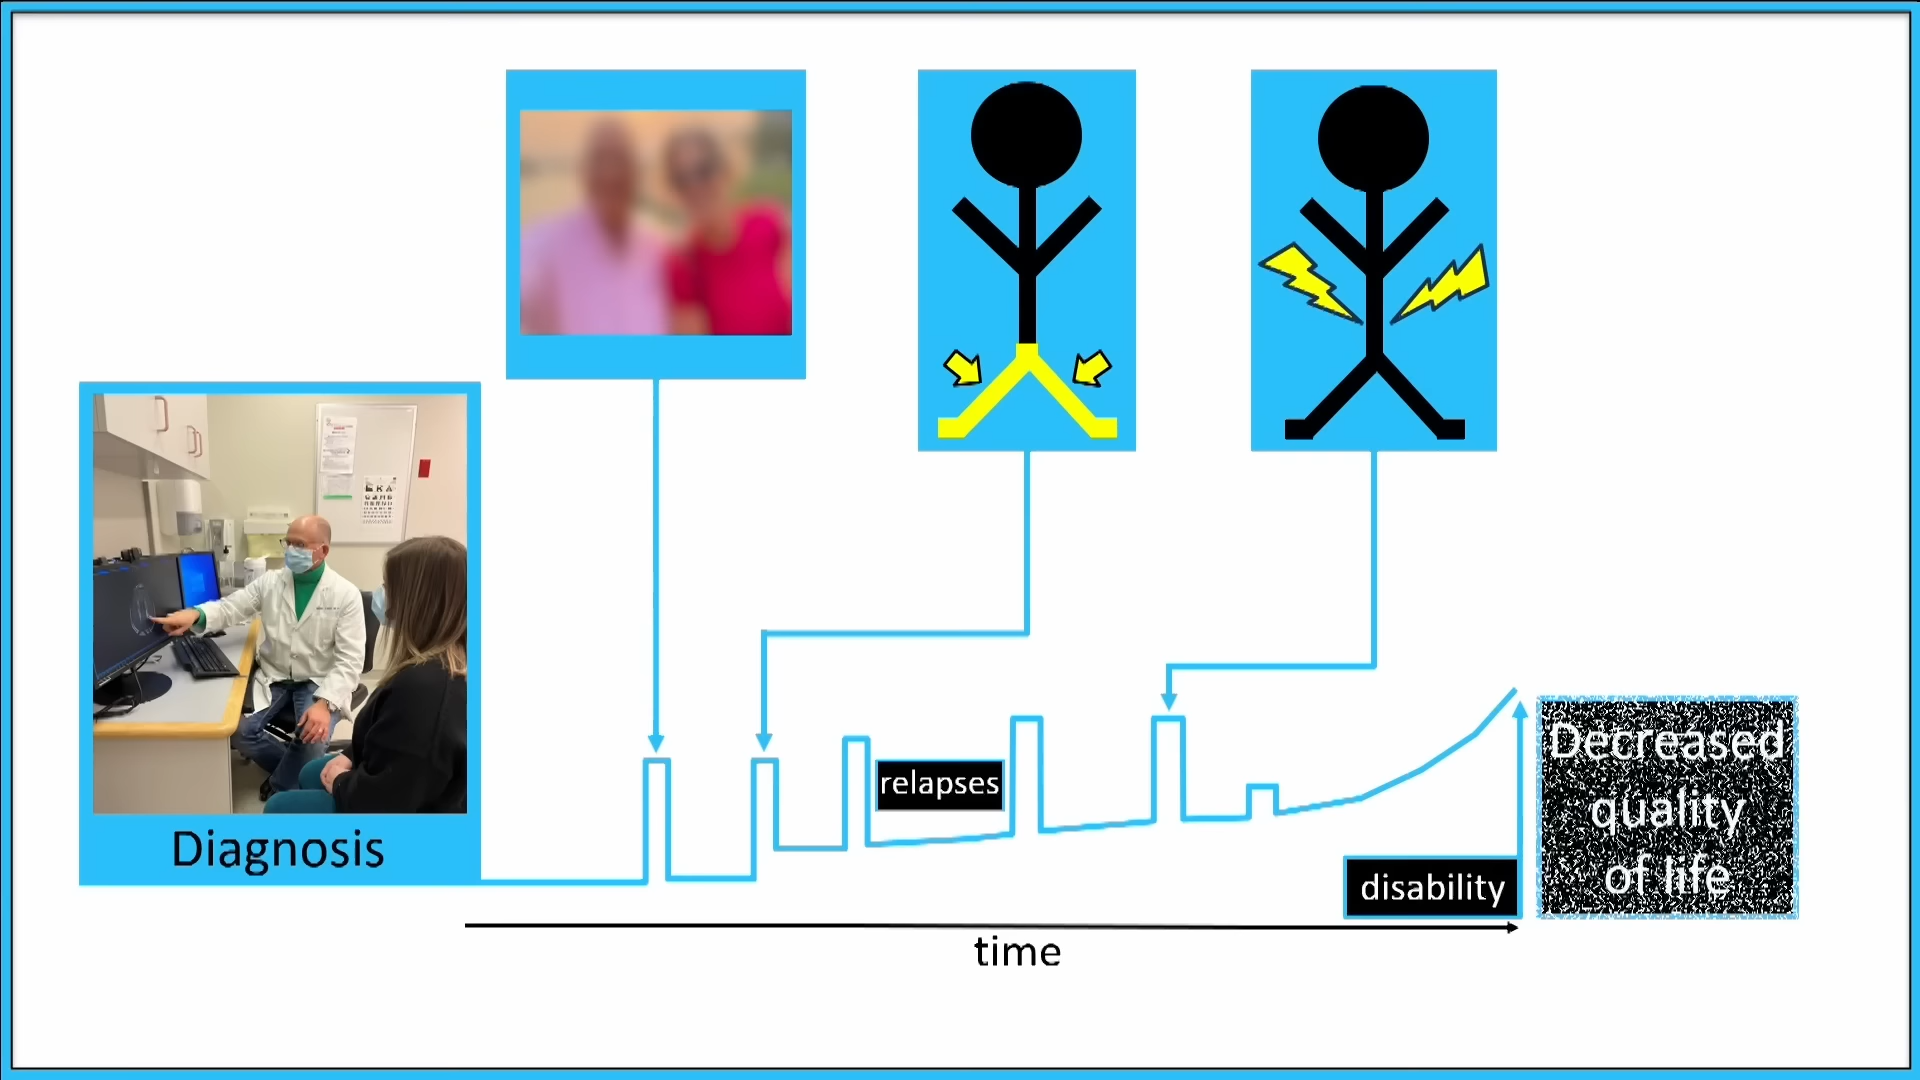 Diagnosis
relapses
disability
Decreased
quality
of life
time